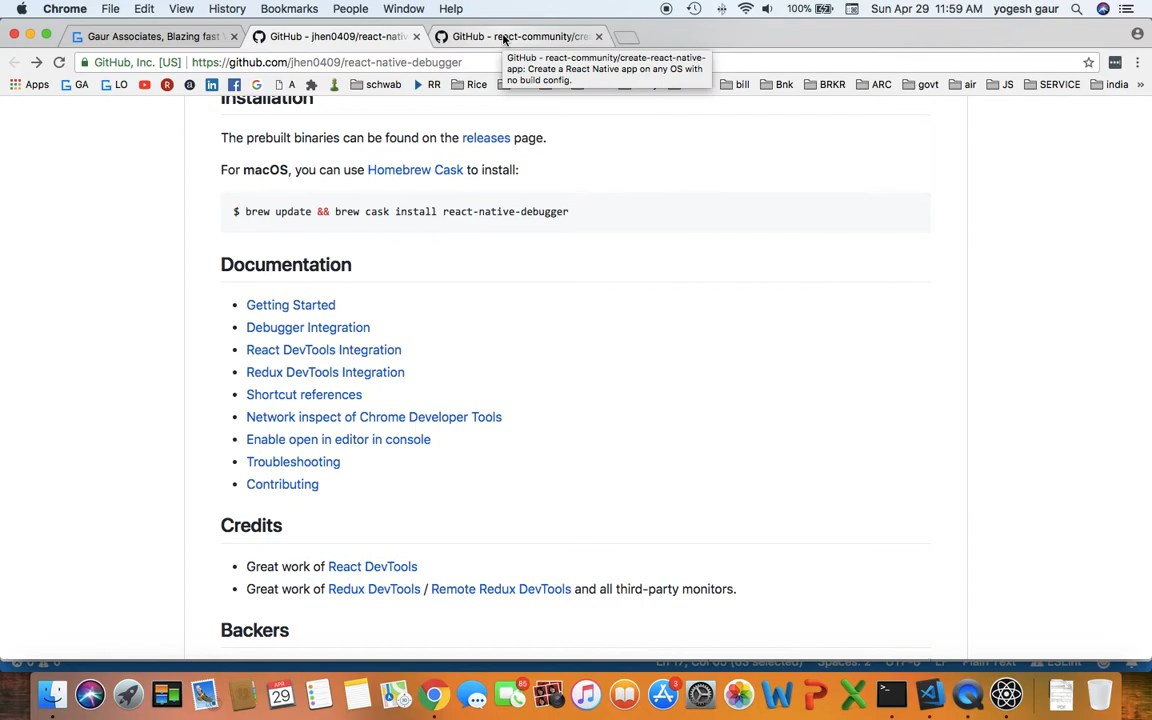 Chrome File Edit View History Bookmarks People Window Help 100% Sun Apr 29 11:59 AM yogesh gaur
Gaur Associates, Blazing fast W GitHub - jhen0409/react-nativ GitHub - react-community/cre
GitHub, Inc. [US] https://github.com/jhen0409/react-native-debugger
GitHub - react-community/create-react-native-
app: Create a React Native app on any OS with
no build config.
Apps GA LO A schwab RR Rice bill Bnk BRKR ARC govt air JS SERVICE india »
Installation
The prebuilt binaries can be found on the releases page.
For macOS, you can use Homebrew Cask to install:
$ brew update && brew cask install react-native-debugger
Documentation
• Getting Started
• Debugger Integration
• React DevTools Integration
• Redux DevTools Integration
• Shortcut references
• Network inspect of Chrome Developer Tools
• Enable open in editor in console
• Troubleshooting
• Contributing
Credits
• Great work of React DevTools
• Great work of Redux DevTools / Remote Redux DevTools and all third-party monitors.
Backers
APR
29
85
3